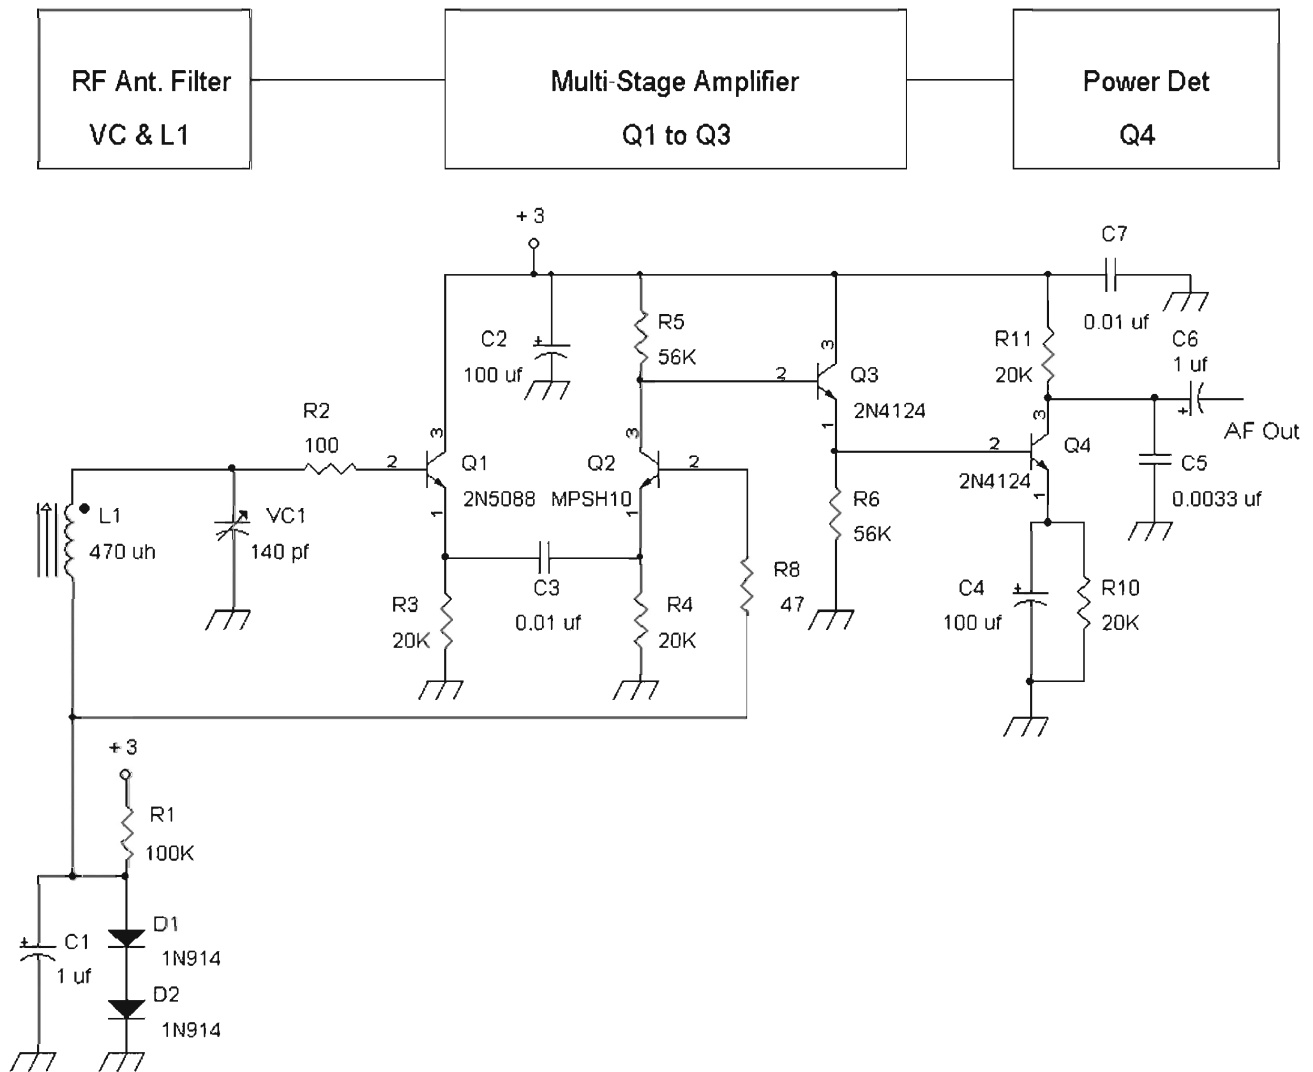 RF Ant. Filter
VC & L1
Multi-Stage Amplifier
Q1 to Q3
Power Det
Q4
+ 3
C7
0.01 uf
C2
+
100 uf
R5
56K
3
2
Q3
2N4124
1
R11
20K
C6
1 uf
+
AF Out
R2
100
3
2
Q1
2N5088
1
3
Q2
2
MPSH10
1
3
2
Q4
2N4124
1
C5
0.0033 uf
L1
470 uh
VC1
140 pf
R6
56K
C3
0.01 uf
R8
47
R3
20K
R4
20K
C4
+
100 uf
R10
20K
+ 3
R1
100K
+
C1
1 uf
D1
1N914
D2
1N914